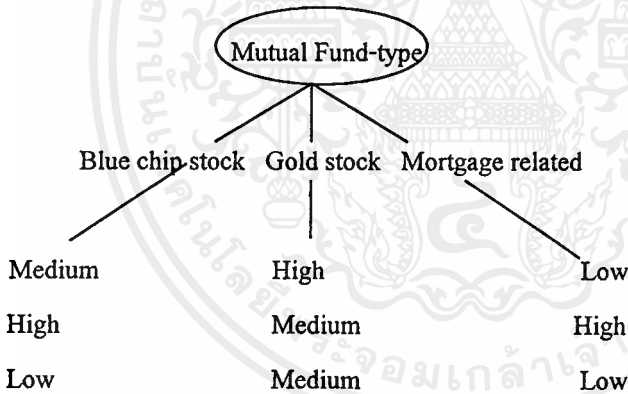 Mutual Fund-type
Blue chip stock Gold stock Mortgage related
Medium High Low
High Medium High
Low Medium Low